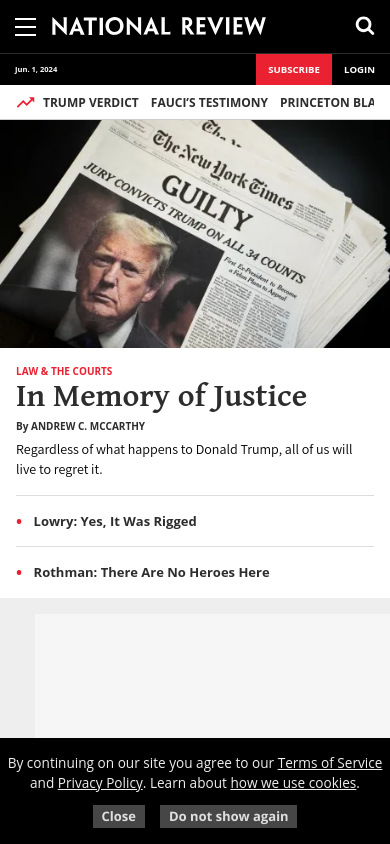 NATIONAL REVIEW
Jun. 1, 2024
SUBSCRIBE
LOGIN
TRUMP VERDICT FAUCI’S TESTIMONY PRINCETON BLA
The New York Times
GUILTY
JURY CONVICTS TRUMP ON ALL 34 COUNTS
First Ex-President to Become
a Felon Plans to Appeal
LAW & THE COURTS
In Memory of Justice
By ANDREW C. MCCARTHY
Regardless of what happens to Donald Trump, all of us will
live to regret it.
• Lowry: Yes, It Was Rigged
• Rothman: There Are No Heroes Here
By continuing on our site you agree to our Terms of Service
and Privacy Policy. Learn about how we use cookies.
Close
Do not show again